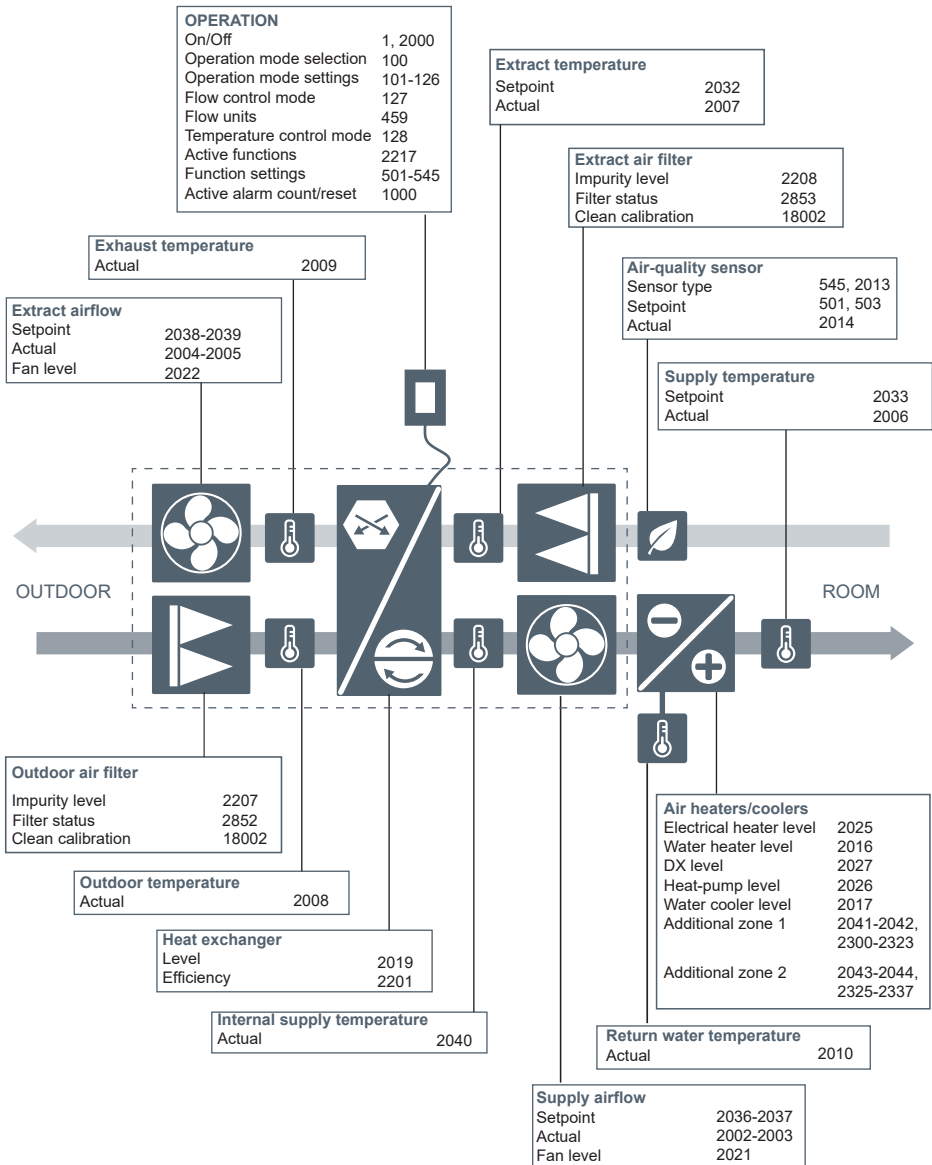 OPERATION
On/Off 1, 2000
Operation mode selection 100
Operation mode settings 101-126
Flow control mode 127
Flow units 459
Temperature control mode 128
Active functions 2217
Function settings 501-545
Active alarm count/reset 1000
Extract temperature
Setpoint 2032
Actual 2007
Extract air filter
Impurity level 2208
Filter status 2853
Clean calibration 18002
Exhaust temperature
Actual 2009
Air-quality sensor
Sensor type 545, 2013
Setpoint 501, 503
Actual 2014
Extract airflow
Setpoint 2038-2039
Actual 2004-2005
Fan level 2022
Supply temperature
Setpoint 2033
Actual 2006
OUTDOOR
ROOM
Outdoor air filter
Impurity level 2207
Filter status 2852
Clean calibration 18002
Air heaters/coolers
Electrical heater level 2025
Water heater level 2016
DX level 2027
Heat-pump level 2026
Water cooler level 2017
Additional zone 1 2041-2042,
2300-2323
Additional zone 2 2043-2044,
2325-2337
Outdoor temperature
Actual 2008
Heat exchanger
Level 2019
Efficiency 2201
Internal supply temperature
Actual 2040
Return water temperature
Actual 2010
Supply airflow
Setpoint 2036-2037
Actual 2002-2003
Fan level 2021